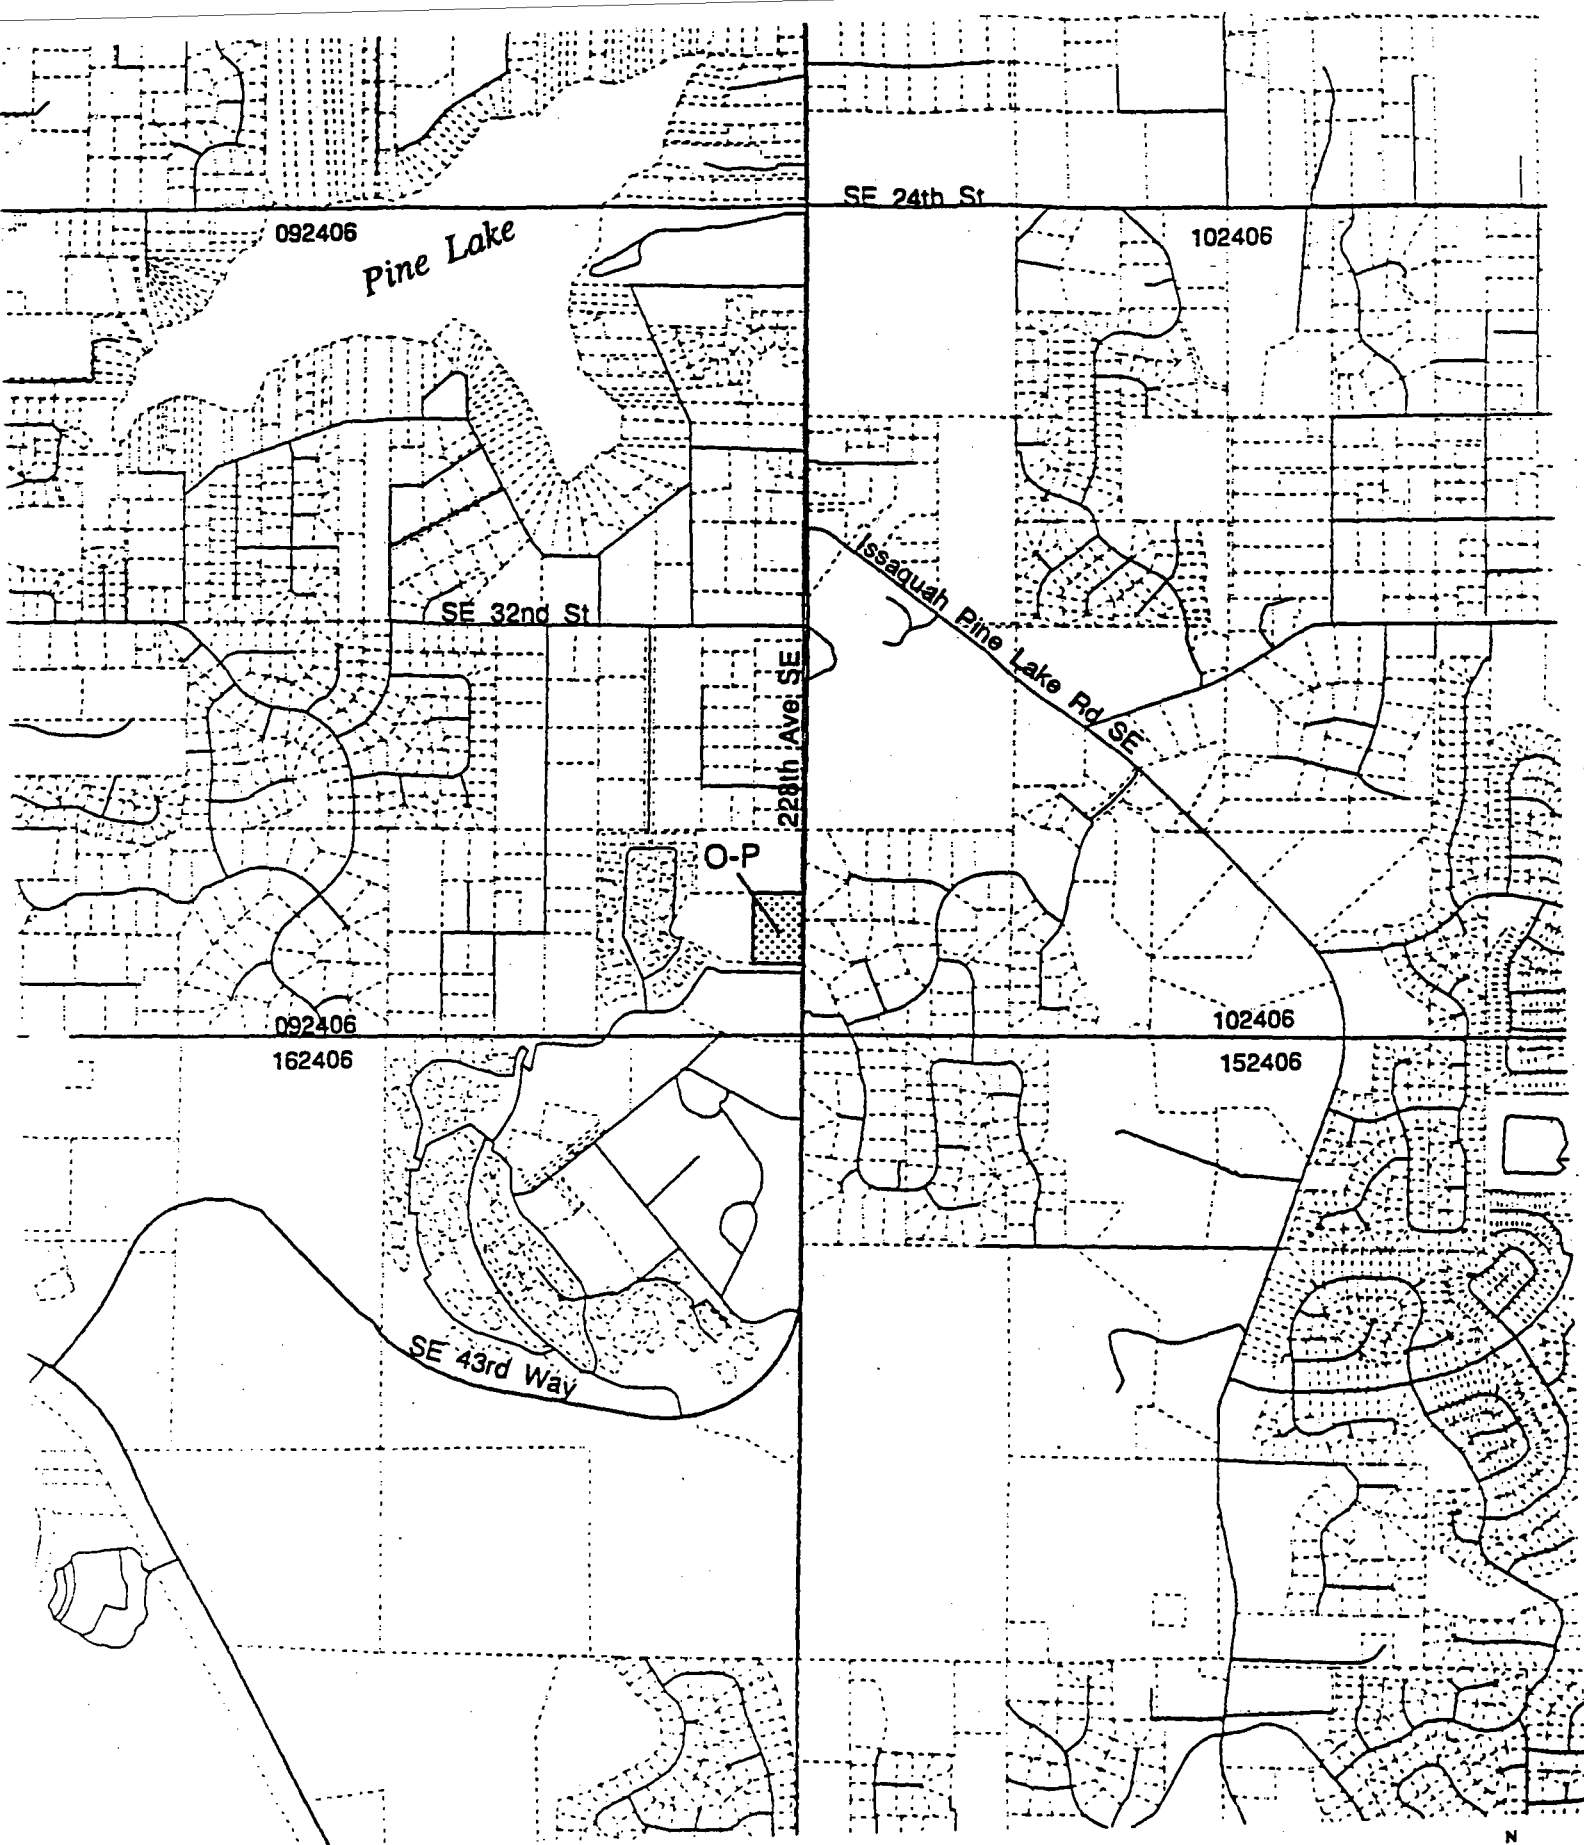 SE 24th St
092406
Pine Lake
102406
Issaquah Pine Lake Rd SE
SE 32nd St
228th Ave SE
O-P
092406
102406
162406
152406
SE 43rd Way
N